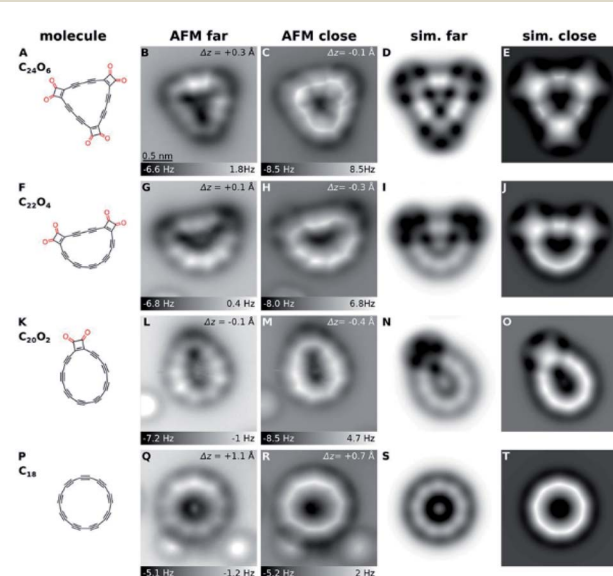 molecule AFM far AFM close sim. far sim. close
A B Δz = +0.3 Å C Δz= -0.1 Å D E
C24O6
O O O O O O
0.5 nm
-6.6 Hz 1.8Hz -8.5 Hz 8.5Hz
F G Δz = +0.1 Å H Δz = -0.3 Å I J
C22O4
O O O O
-6.8 Hz 0.4 Hz -8.0 Hz 6.8Hz
K L Δz = -0.1 Å M Δz = -0.4 Å N O
C20O2
O O
-7.2 Hz -1 Hz -8.5 Hz 4.7 Hz
P Q Δz = +1.1 Å R Δz= +0.7 Å S T
C18
-5.1 Hz -1.2 Hz -5.2 Hz 2 Hz